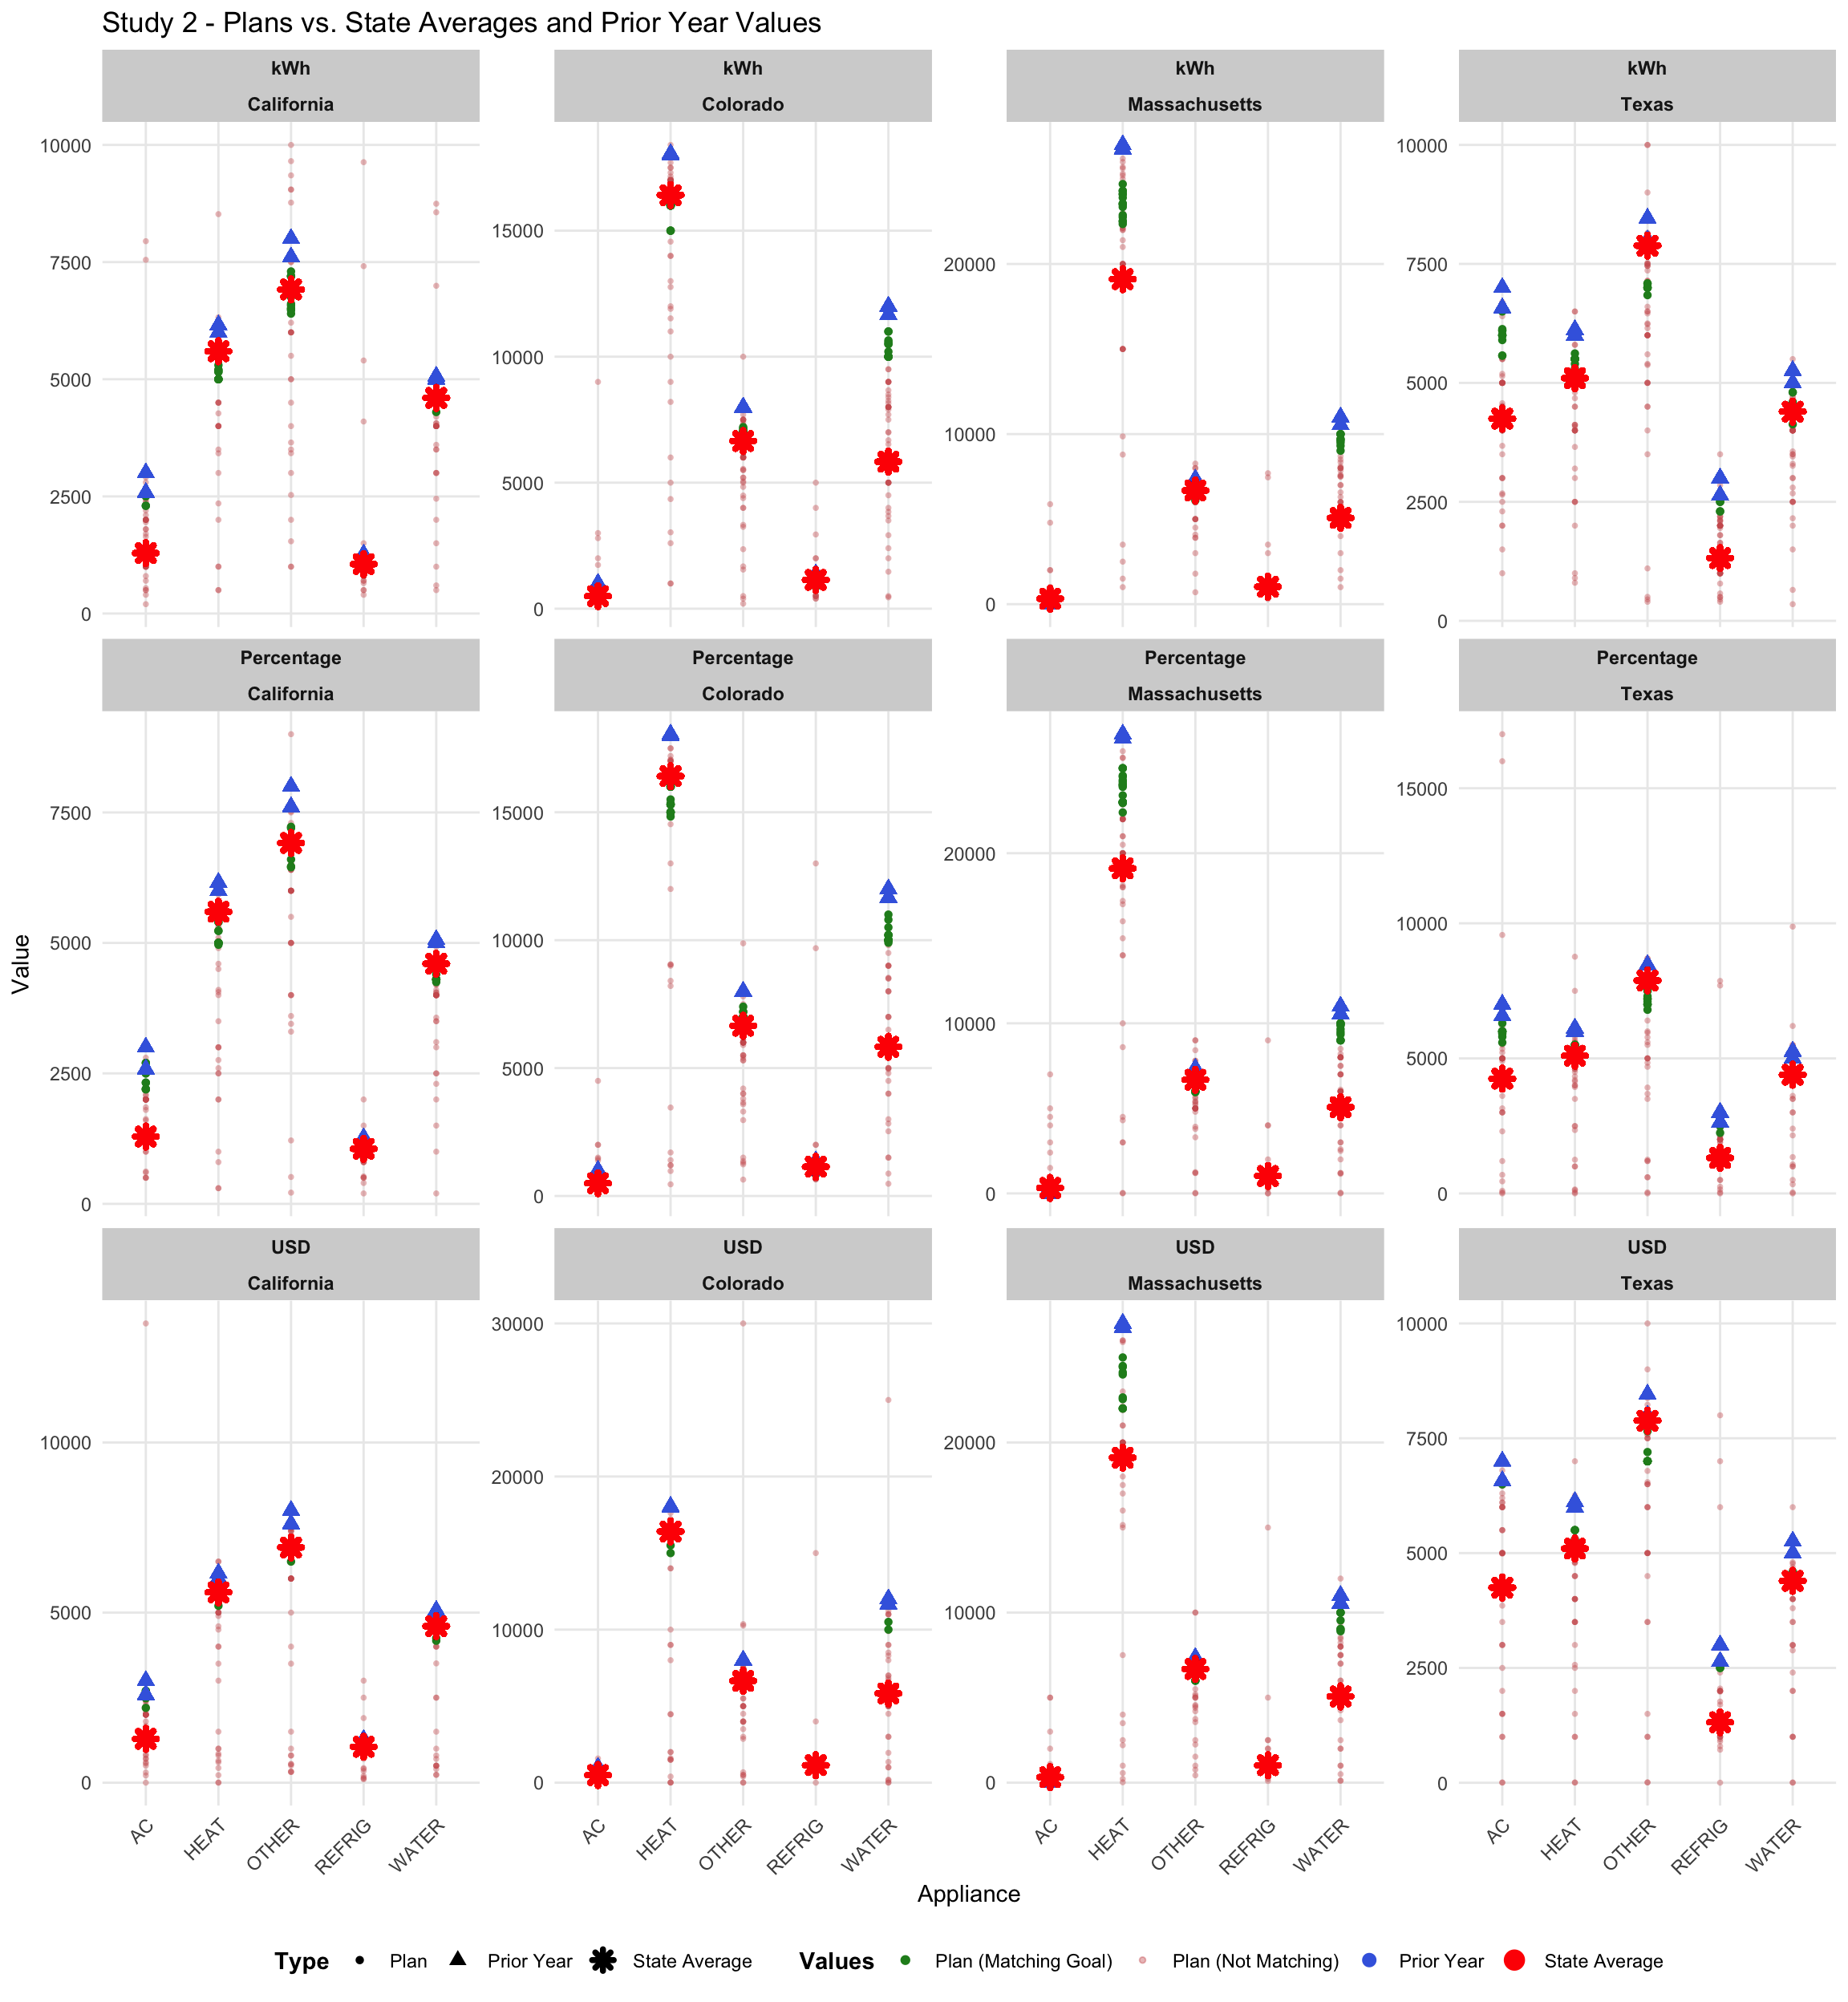 Study 2 - Plans vs. State Averages and Prior Year Values
kWh
California
kWh
Colorado
kWh
Massachusetts
kWh
Texas
10000
7500
5000
2500
0
15000
10000
5000
0
20000
10000
0
10000
7500
5000
2500
0
Percentage
California
Percentage
Colorado
Percentage
Massachusetts
Percentage
Texas
7500
5000
2500
0
15000
10000
5000
0
20000
10000
0
15000
10000
5000
0
Value
USD
California
USD
Colorado
USD
Massachusetts
USD
Texas
10000
5000
0
30000
20000
10000
0
20000
10000
0
10000
7500
5000
2500
0
AC
HEAT
OTHER
REFRIG
WATER
AC
HEAT
OTHER
REFRIG
WATER
AC
HEAT
OTHER
REFRIG
WATER
AC
HEAT
OTHER
REFRIG
WATER
Appliance
Type Plan Prior Year State Average Values Plan (Matching Goal) Plan (Not Matching) Prior Year State Average